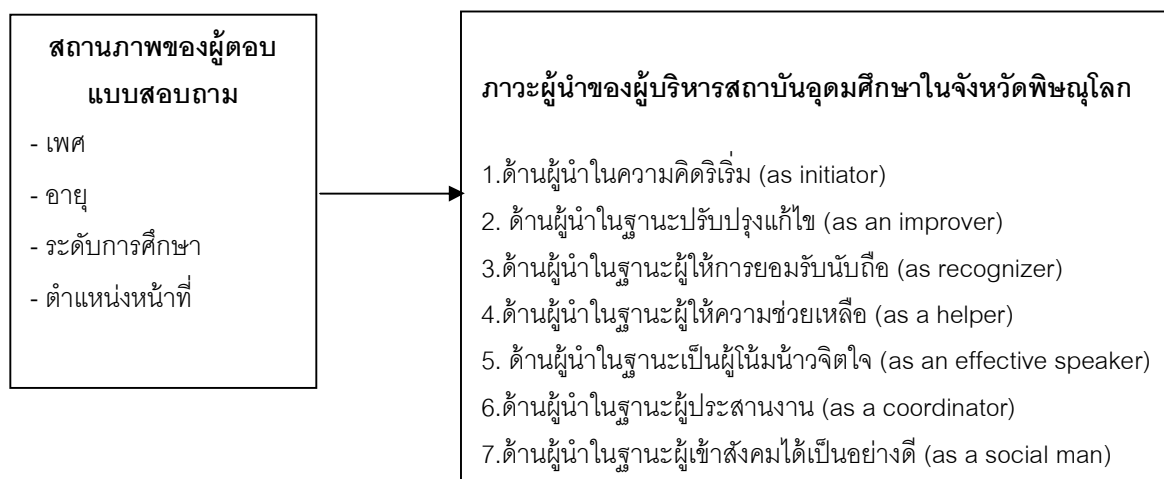 สถานภาพของผู้ตอบ
แบบสอบถาม
- เพศ
- อายุ
- ระดับการศึกษา
- ตำแหน่งหน้าที่
ภาวะผู้นำของผู้บริหารสถาบันอุดมศึกษาในจังหวัดพิษณุโลก
1.ด้านผู้นำในความคิดริเริ่ม (as initiator)
2. ด้านผู้นำในฐานะปรับปรุงแก้ไข (as an improver)
3.ด้านผู้นำในฐานะผู้ให้การยอมรับนับถือ (as recognizer)
4.ด้านผู้นำในฐานะผู้ให้ความช่วยเหลือ (as a helper)
5. ด้านผู้นำในฐานะเป็นผู้โน้มน้าวจิตใจ (as an effective speaker)
6.ด้านผู้นำในฐานะผู้ประสานงาน (as a coordinator)
7.ด้านผู้นำในฐานะผู้เข้าสังคมได้เป็นอย่างดี (as a social man)